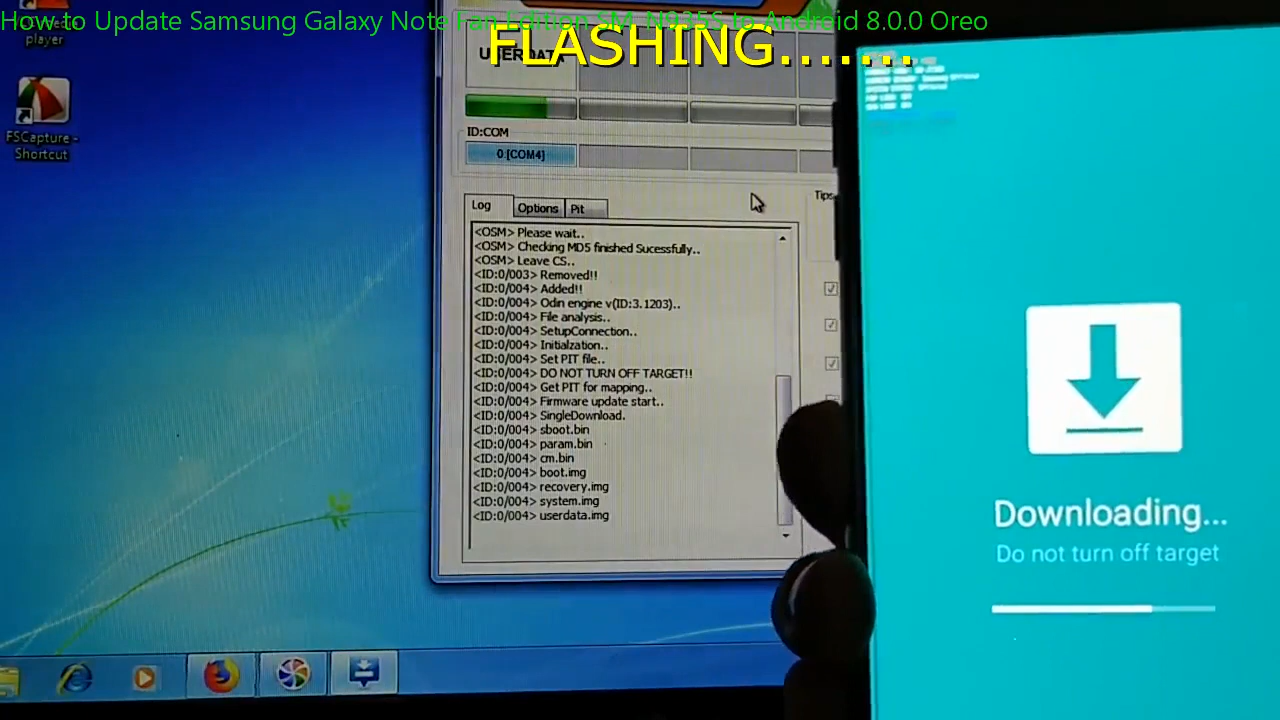 How to Update Samsung Galaxy Note Fan Edition SM-N935S to Android 8.0.0 Oreo
FLASHING.......
player
USERDATA
FSCapture -
Shortcut
ID:COM
0:[COM4]
Log
Options
Pit
Tips
<OSM> Please wait..
<OSM> Checking MD5 finished Sucessfully..
<OSM> Leave CS..
<ID:0/003> Removed!!
<ID:0/004> Added!!
<ID:0/004> Odin engine v(ID:3.1203)..
<ID:0/004> File analysis..
<ID:0/004> SetupConnection..
<ID:0/004> Initialzation..
<ID:0/004> Set PIT file..
<ID:0/004> DO NOT TURN OFF TARGET!!
<ID:0/004> Get PIT for mapping..
<ID:0/004> Firmware update start..
<ID:0/004> SingleDownload.
<ID:0/004> sboot.bin
<ID:0/004> param.bin
<ID:0/004> cm.bin
<ID:0/004> boot.img
<ID:0/004> recovery.img
<ID:0/004> system.img
<ID:0/004> userdata.img
Downloading...
Do not turn off target